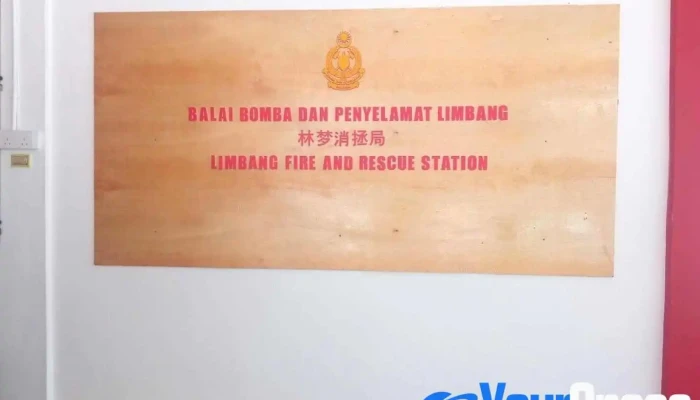 BALAI BOMBA DAN PENYELAMAT LIMBANG
林梦消拯局
LIMBANG FIRE AND RESCUE STATION